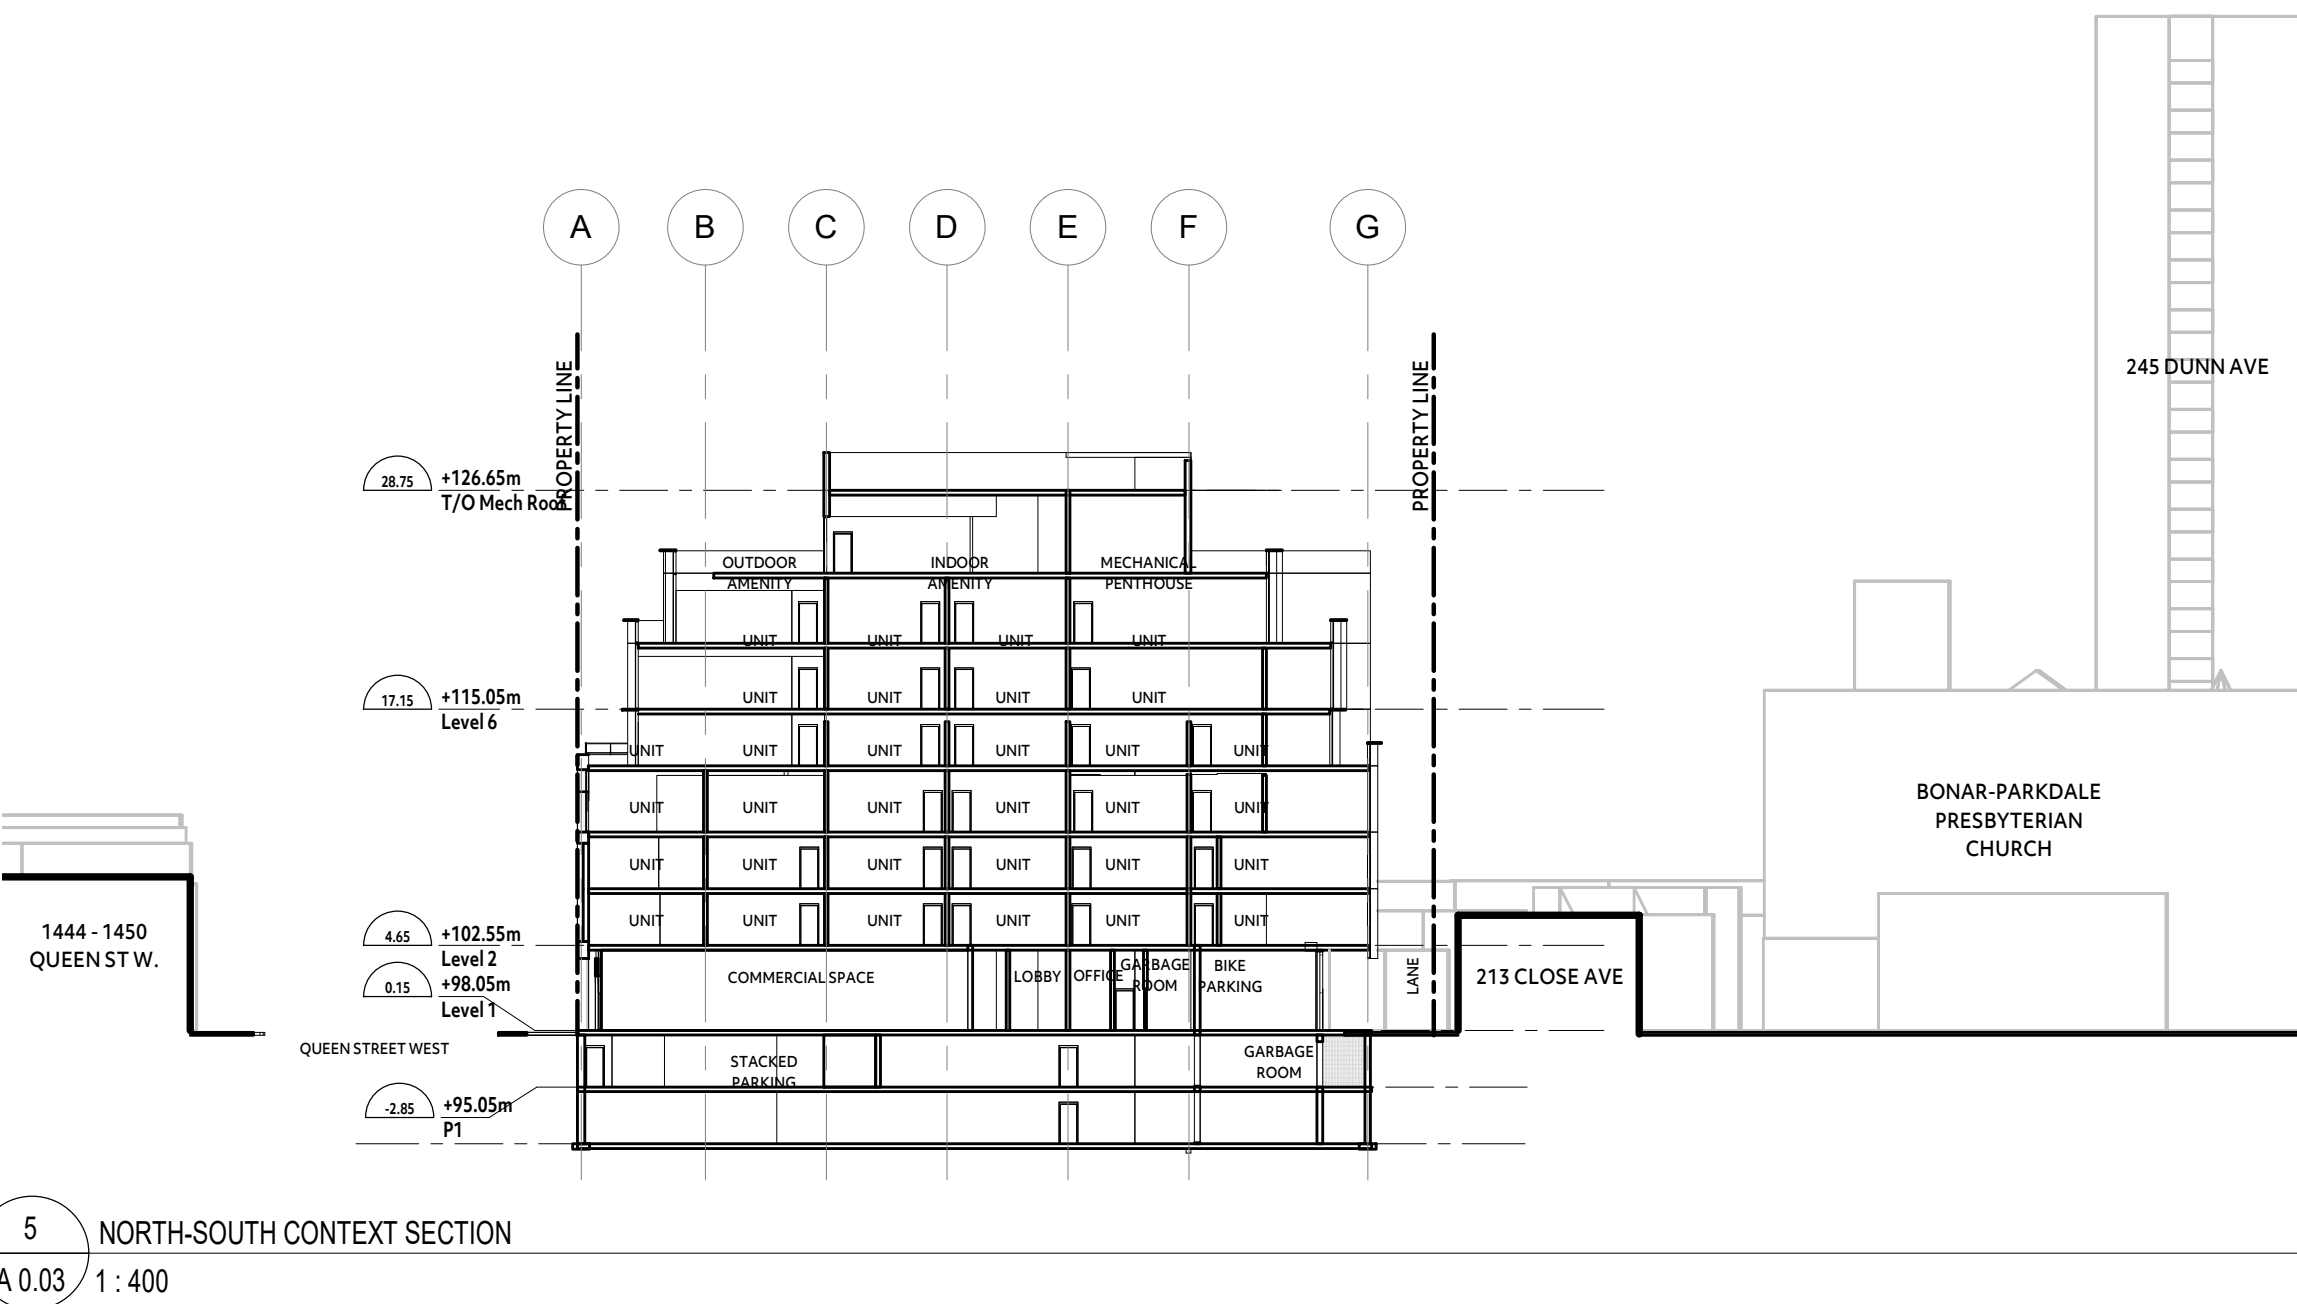 A B C D E F G
PROPERTY LINE
PROPERTY LINE
245 DUNN AVE
28.75 +126.65m
T/O Mech Roof
OUTDOOR
AMENITY
INDOOR
AMENITY
MECHANICAL
PENTHOUSE
UNIT UNIT UNIT UNIT
17.15 +115.05m
Level 6
UNIT UNIT UNIT UNIT
UNIT UNIT UNIT UNIT UNIT UNIT
UNIT UNIT UNIT UNIT UNIT UNIT
UNIT UNIT UNIT UNIT UNIT UNIT
UNIT UNIT UNIT UNIT UNIT UNIT
BONAR-PARKDALE
PRESBYTERIAN
CHURCH
1444 - 1450
QUEEN ST W.
4.65 +102.55m
Level 2
0.15 +98.05m
Level 1
COMMERCIAL SPACE
LOBBY
OFFICE
GARBAGE
ROOM
BIKE
PARKING
LANE
213 CLOSE AVE
QUEEN STREET WEST
STACKED
PARKING
GARBAGE
ROOM
-2.85 +95.05m
P1
5 NORTH-SOUTH CONTEXT SECTION
A 0.03 1 : 400